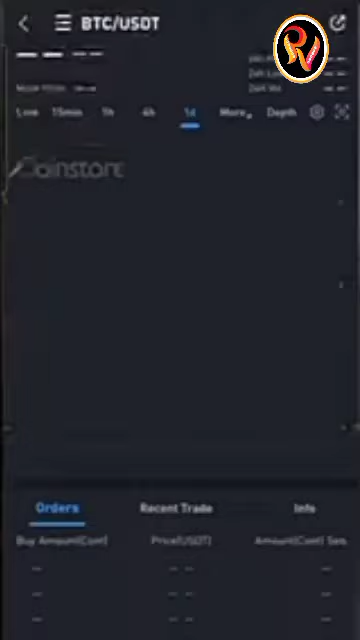 BTC/USDT
Line 15min 1h 4h 1d More Depth
Coinstore
Orders Recent Trade Info
Buy Amount(Cont) Price(USDT) Amount(Cont)